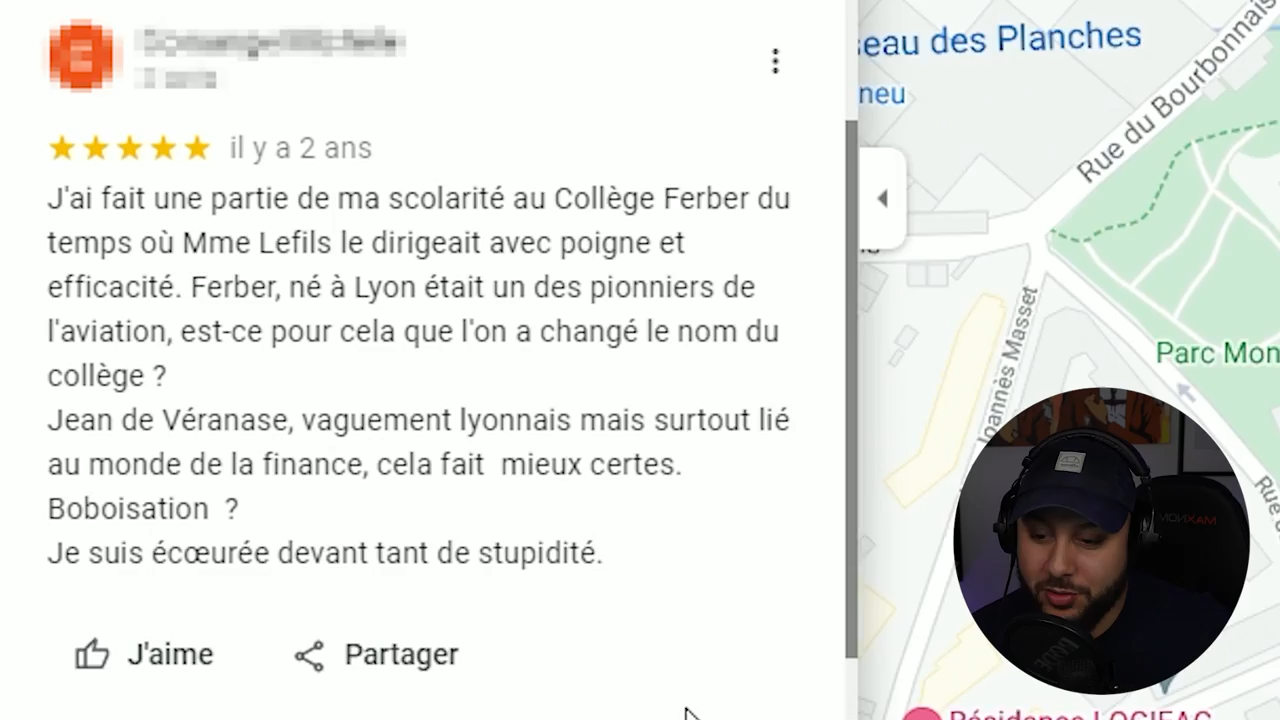 il y a 2 ans
J'ai fait une partie de ma scolarité au Collège Ferber du
temps où Mme Lefils le dirigeait avec poigne et
efficacité. Ferber, né à Lyon était un des pionniers de
l'aviation, est-ce pour cela que l'on a changé le nom du
collège ?
Jean de Véranase, vaguement lyonnais mais surtout lié
au monde de la finance, cela fait  mieux certes.
Boboisation  ?
Je suis écœurée devant tant de stupidité.
J'aime
Partager
eau des Planches
neu
Rue du Bourbonnais
Joannès Masset
Parc Mon
Rue
MAXNOM
Résidence LOGIFAC